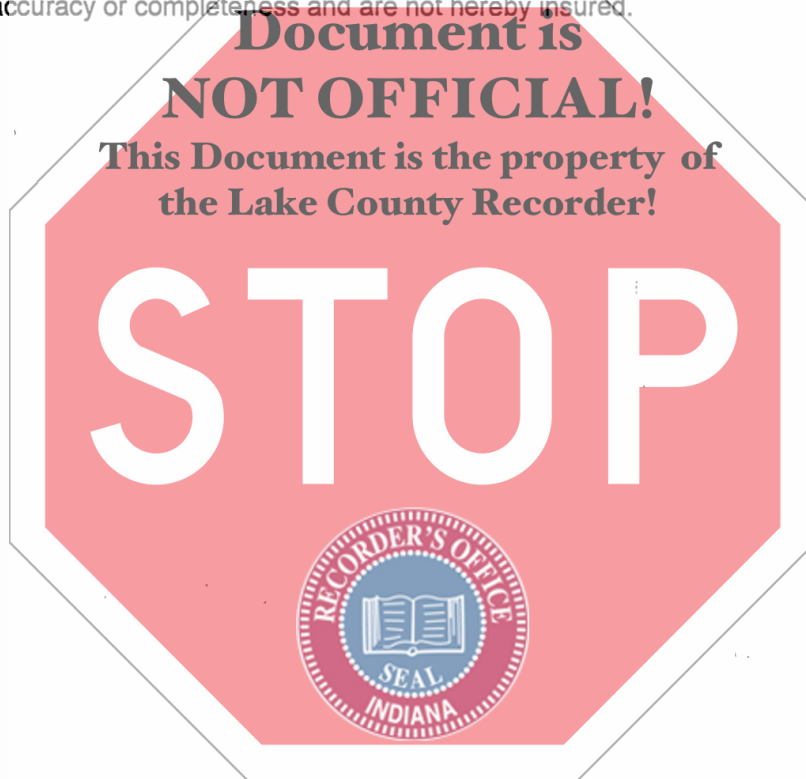 accuracy or completeness and are not hereby insured.
Document is
NOT OFFICIAL!
This Document is the property of
the Lake County Recorder!
STOP
RECORDER'S OFFICE
SEAL
INDIANA